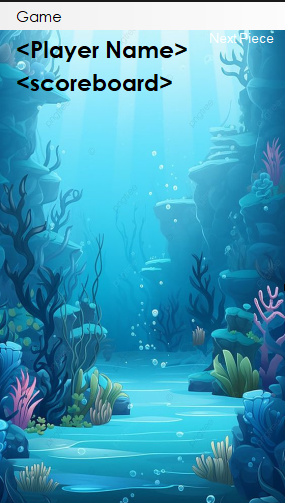 Game
<Player Name>
Next Piece
<scoreboard>